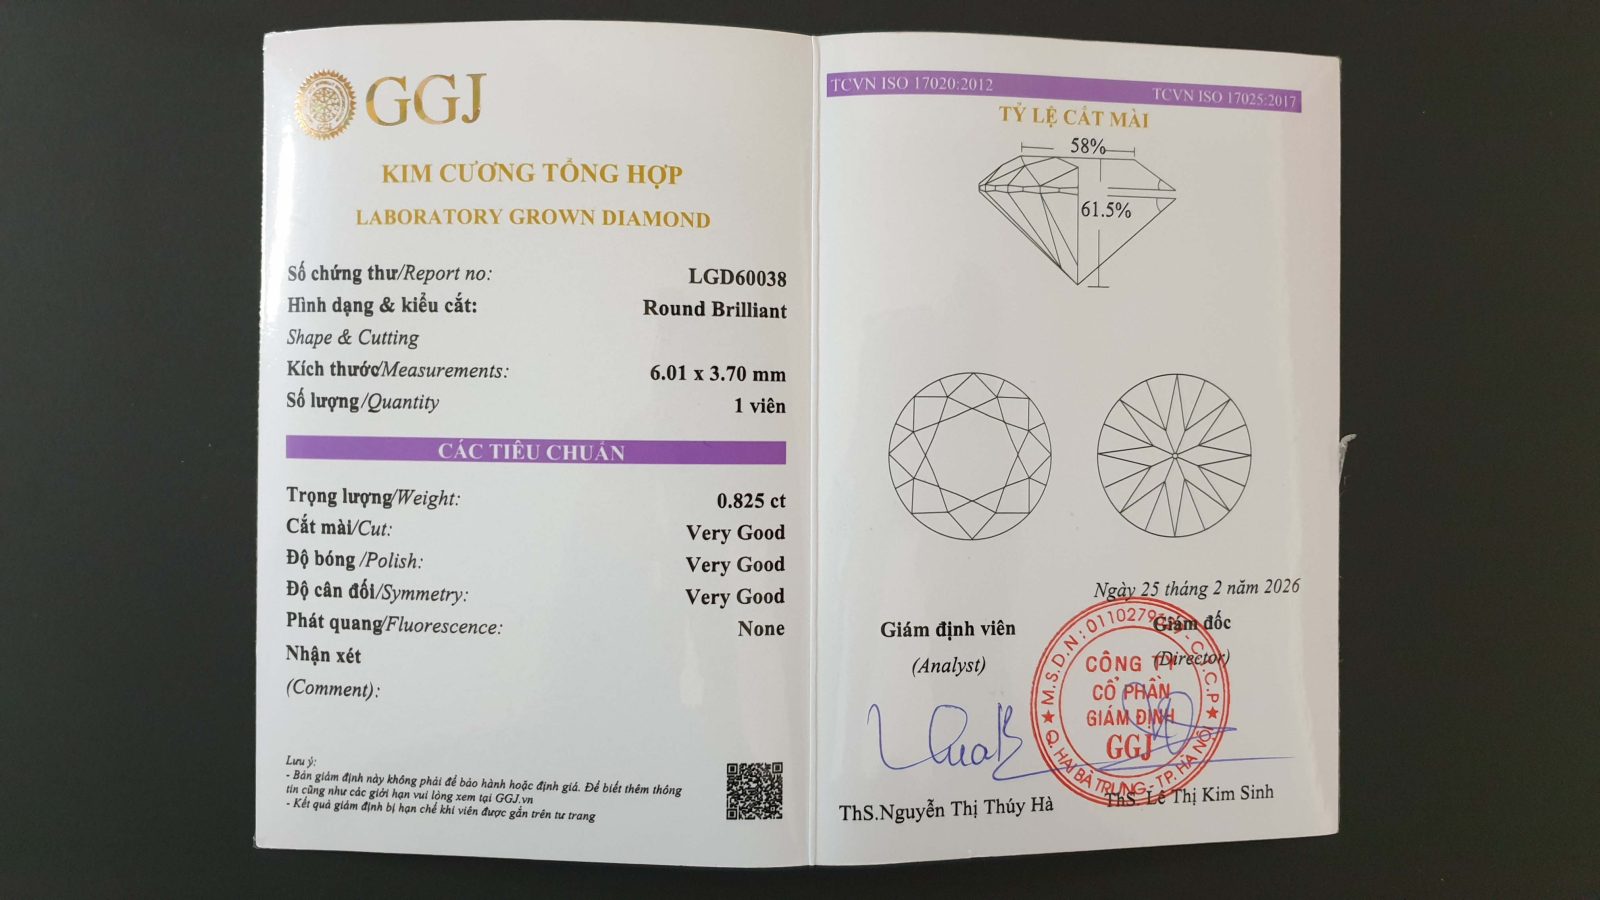 GGJ
KIM CƯƠNG TỔNG HỢP
LABORATORY GROWN DIAMOND
Số chứng thư/Report no: LGD60038
Hình dạng & kiểu cắt: Round Brilliant
Shape & Cutting
Kích thước/Measurements: 6.01 x 3.70 mm
Số lượng/Quantity 1 viên
CÁC TIÊU CHUẨN
Trọng lượng/Weight: 0.825 ct
Cắt mài/Cut: Very Good
Độ bóng /Polish: Very Good
Độ cân đối/Symmetry: Very Good
Phát quang/Fluorescence: None
Nhận xét
(Comment):
Lưu ý:
- Bản giám định này không phải để bảo hành hoặc định giá. Để biết thêm thông
tin cũng như các giới hạn vui lòng xem tại GGJ.vn
- Kết quả giám định bị hạn chế khi viên được gắn trên tư trang
TCVN ISO 17020:2012 TCVN ISO 17025:2017
TỶ LỆ CẮT MÀI
58%
61.5%
Ngày 25 tháng 2 năm 2026
Giám định viên Giám đốc
(Analyst) (Director)
CÔNG TY
CỔ PHẦN
GIÁM ĐỊNH
GGJ
Q. HAI BÀ TRƯNG - TP. HÀ NỘI
ThS.Nguyễn Thị Thúy Hà ThS. Lê Thị Kim Sinh